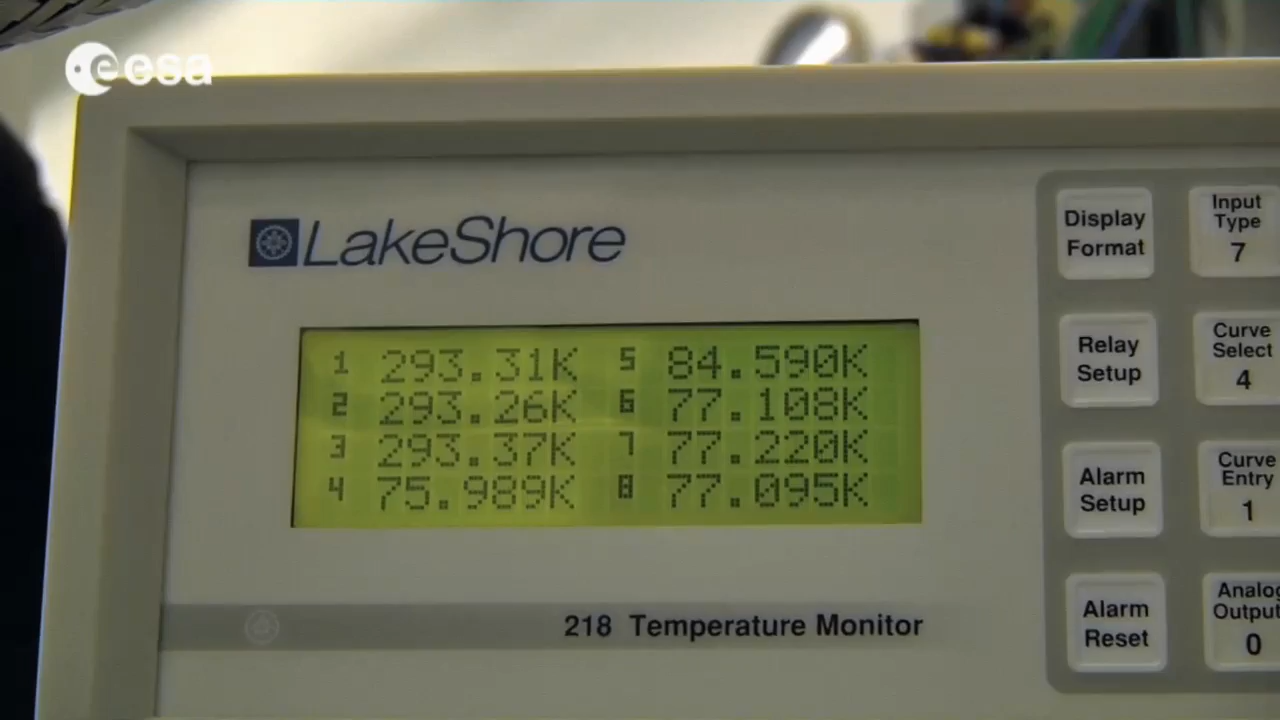 esa
LakeShore
1 293.31K 5 84.590K
2 293.26K 6 77.108K
3 293.37K 7 77.220K
4 75.989K 8 77.095K
218 Temperature Monitor
Display
Format
Input
Type
7
Relay
Setup
Curve
Select
4
Alarm
Setup
Curve
Entry
1
Alarm
Reset
Analog
Output
0